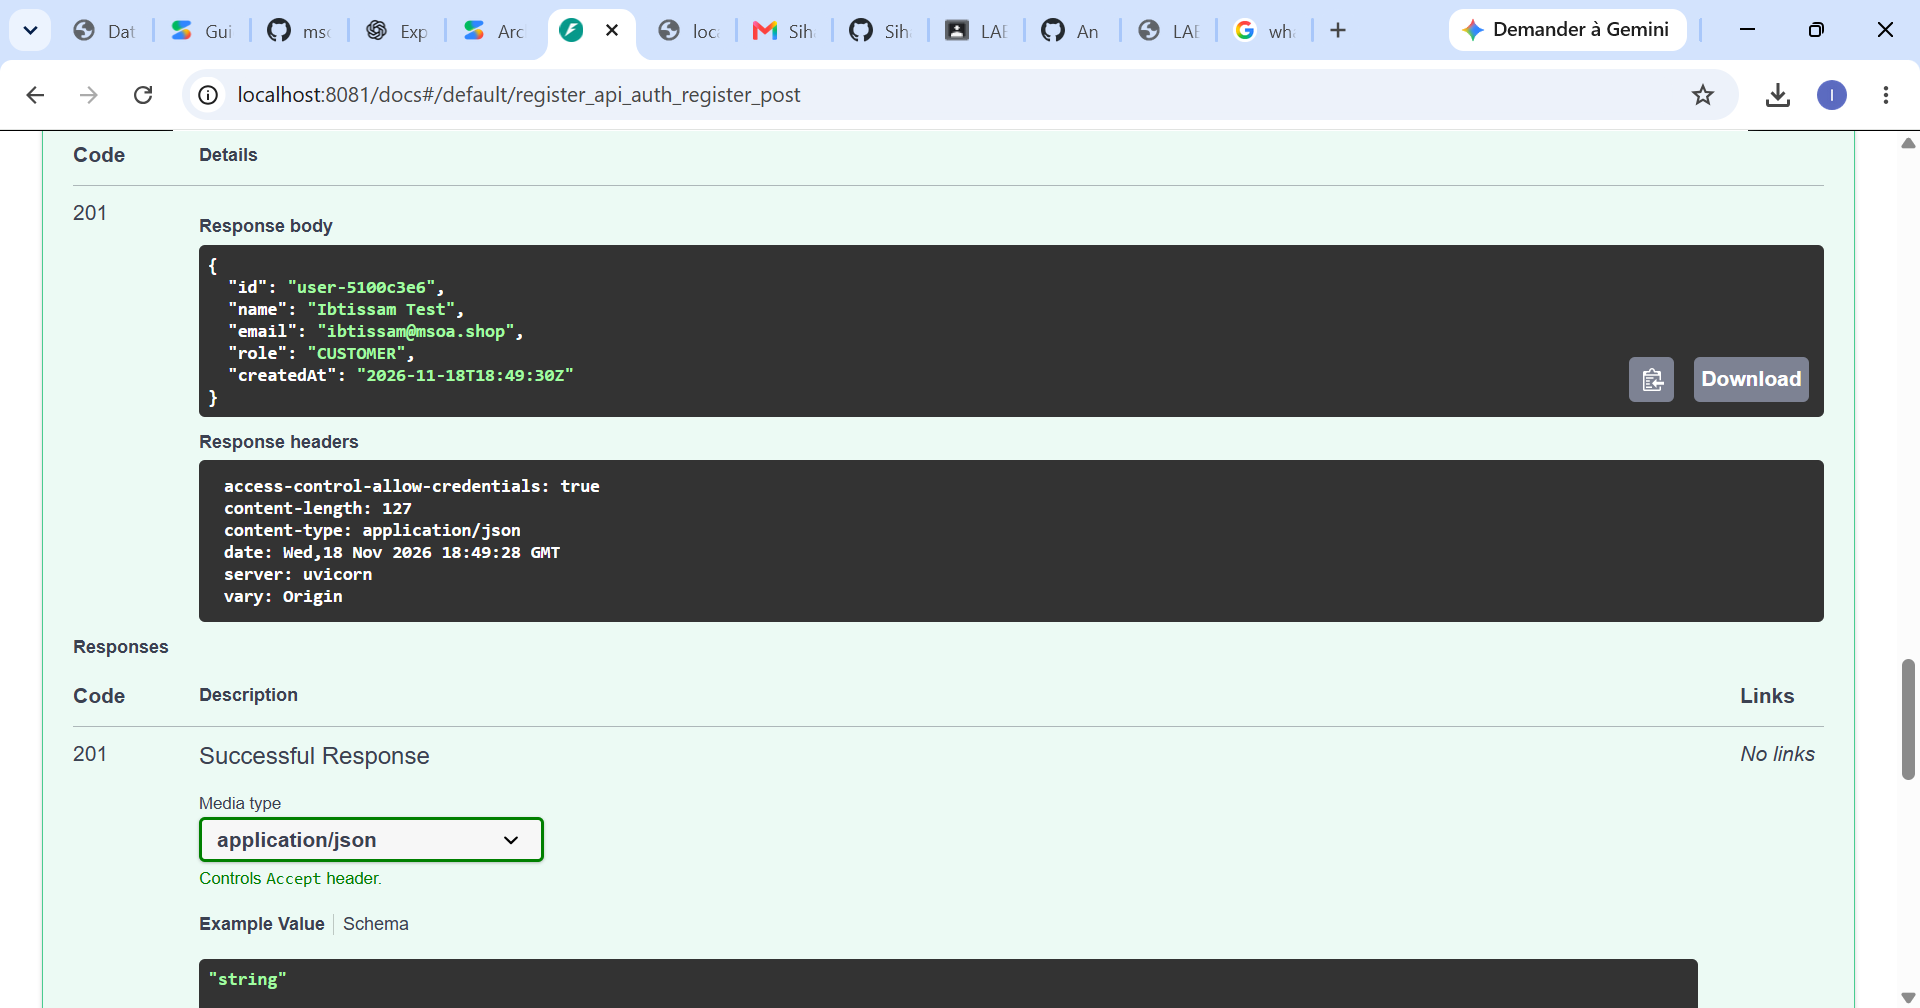 Dat
Gui
Exp
Arc
loc
Sih
Sih
LAB
An
LAB
Demander à Gemini
localhost:8081/docs#/default/register_api_auth_register_post
I
Code Details
201
Response body
{
"id": "user-5100c3e6",
"name": "Ibtissam Test",
"email": "ibtissam@msoa.shop",
"role": "CUSTOMER",
"createdAt": "2026-11-18T18:49:30Z"
}
Download
Response headers
access-control-allow-credentials: true
content-length: 127
content-type: application/json
date: Wed,18 Nov 2026 18:49:28 GMT
server: uvicorn
vary: Origin
Responses
Code Description Links
201 Successful Response No links
Media type
application/json
Controls Accept header.
Example Value Schema
"string"